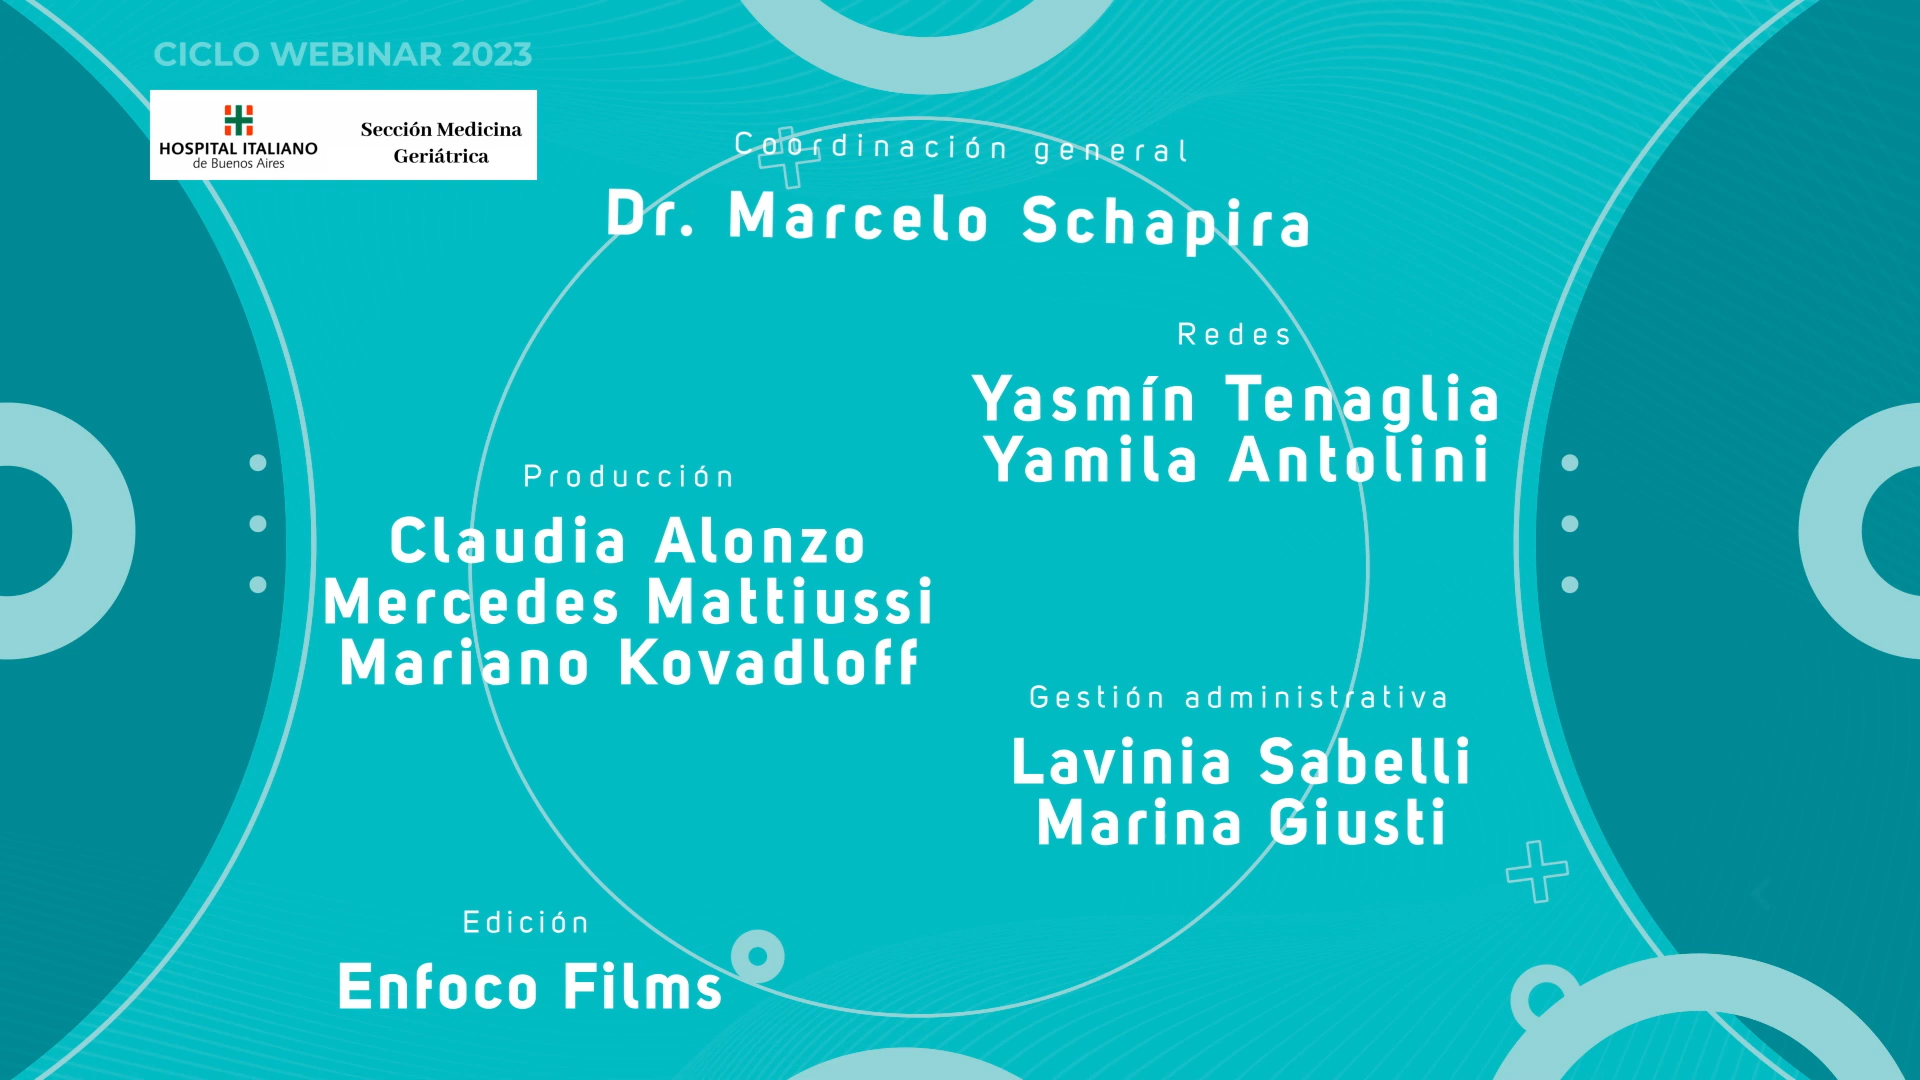 CICLO WEBINAR 2023
HOSPITAL ITALIANO
de Buenos Aires
Sección Medicina
Geriátrica
Coordinación general
Dr. Marcelo Schapira
Redes
Yasmín Tenaglia
Yamila Antolini
Producción
Claudia Alonzo
Mercedes Mattiussi
Mariano Kovadloff
Gestión administrativa
Lavinia Sabelli
Marina Giusti
Edición
Enfoco Films